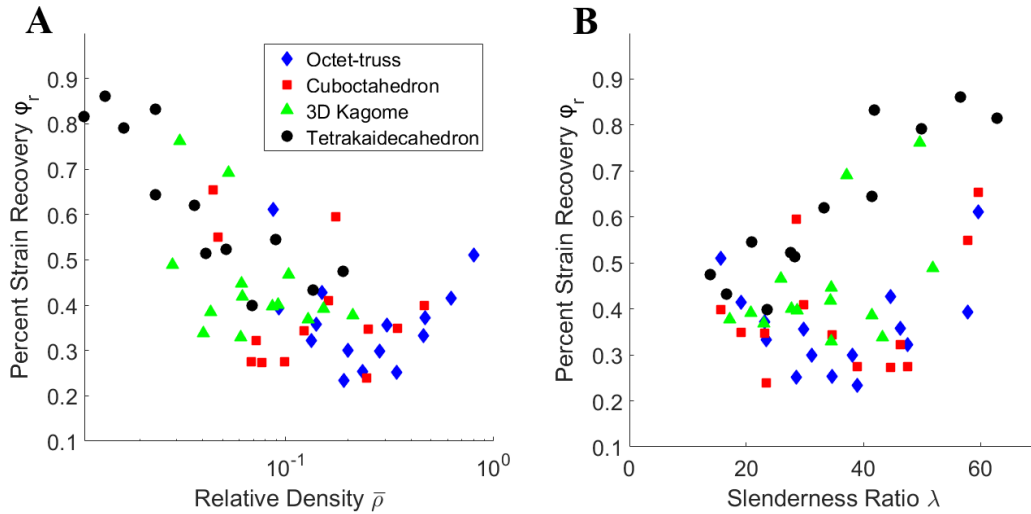 A
Percent Strain Recovery φr
0.9
0.8
0.7
0.6
0.5
0.4
0.3
0.2
0.1
Octet-truss
Cuboctahedron
3D Kagome
Tetrakaidecahedron
10-1
100
Relative Density ρ̅
B
Percent Strain Recovery φr
0.9
0.8
0.7
0.6
0.5
0.4
0.3
0.2
0.1
0
20
40
60
Slenderness Ratio λ